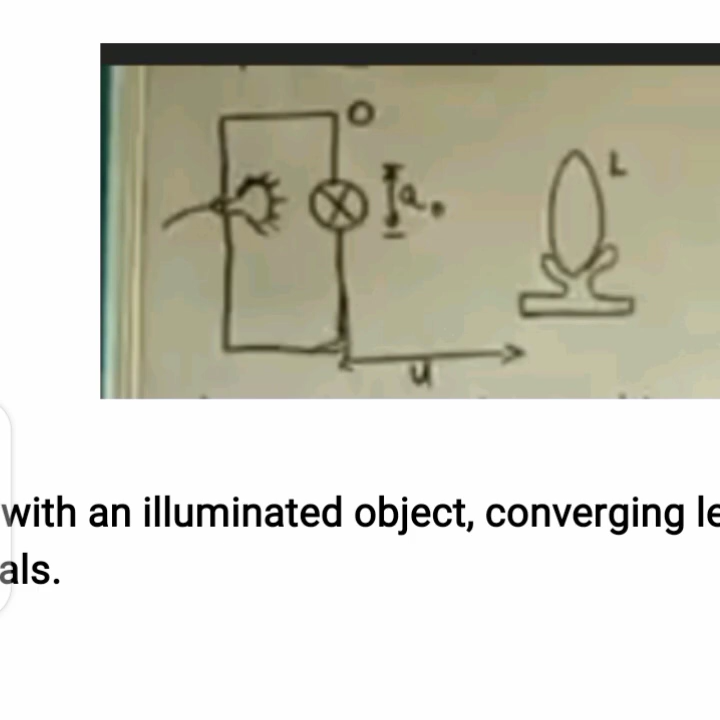 O
a₀
L
u
with an illuminated object, converging le
als.